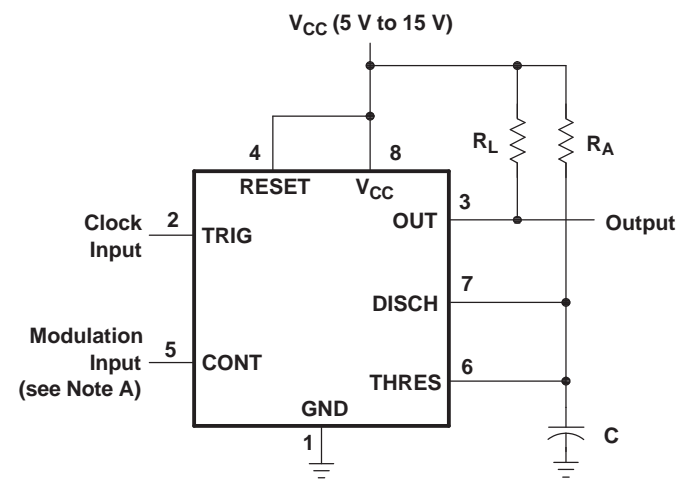 V_CC (5 V to 15 V)
4
8
R_L
R_A
RESET
V_CC
3
OUT
Output
Clock
Input
2
TRIG
7
DISCH
Modulation
Input
(see Note A)
5
CONT
6
THRES
GND
1
C